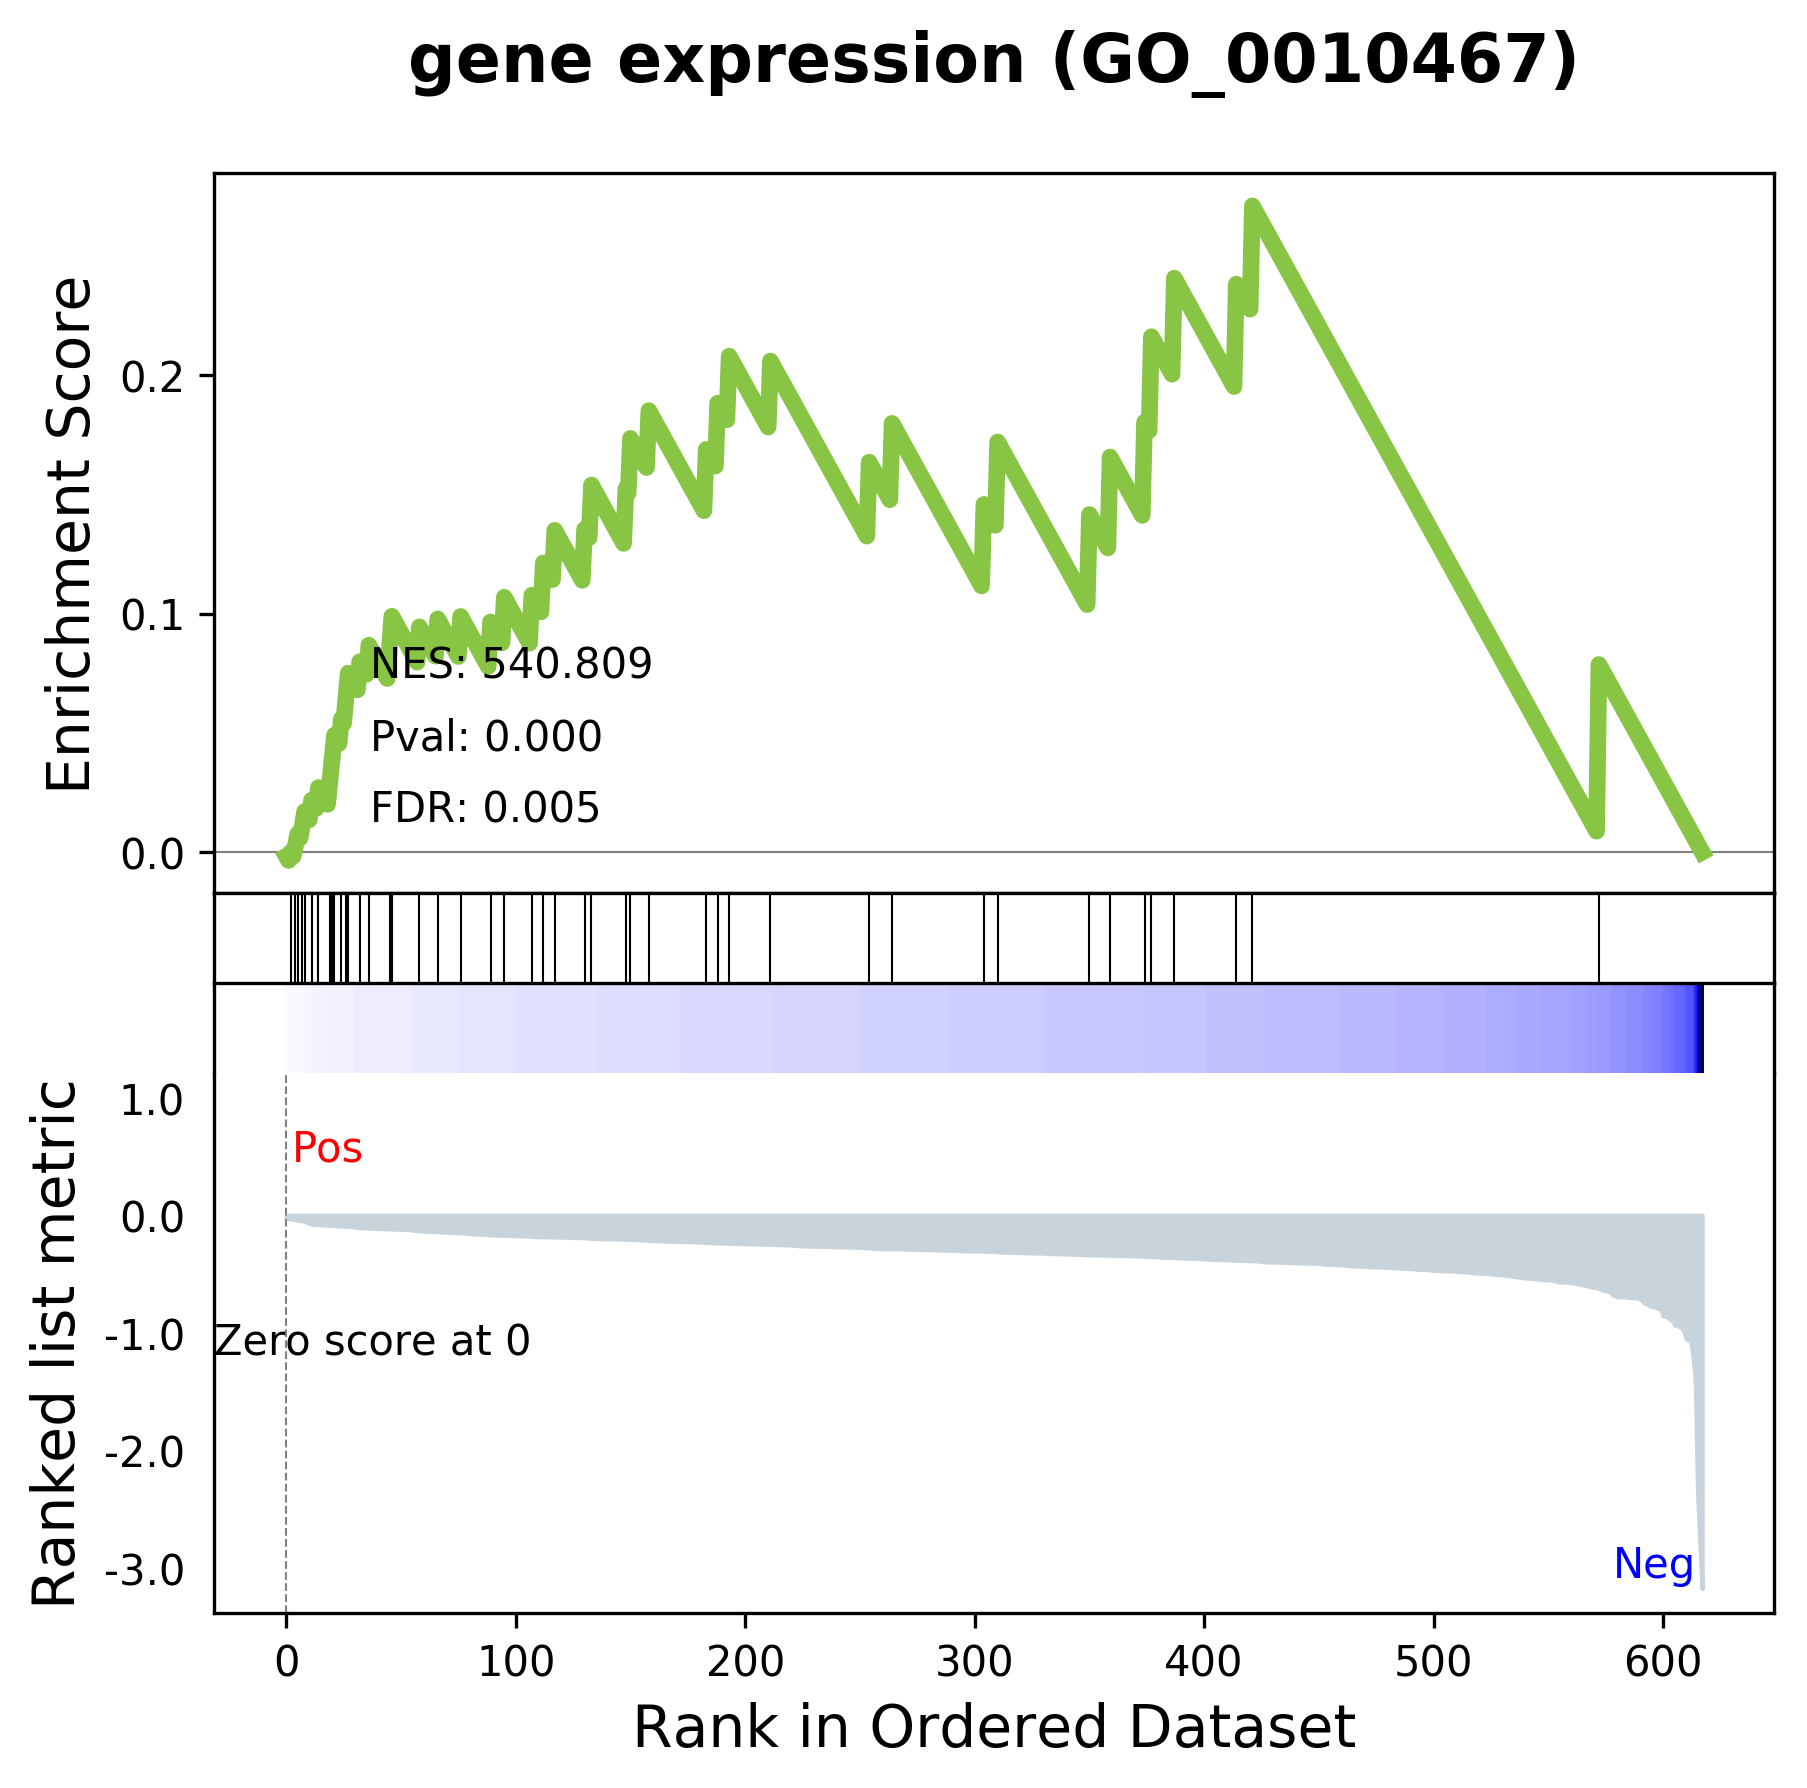 gene expression (GO_0010467)
Enrichment Score
0.2
0.1
0.0
NES: 540.809
Pval: 0.000
FDR: 0.005
Ranked list metric
1.0
0.0
-1.0
-2.0
-3.0
Pos
Zero score at 0
Neg
0 100 200 300 400 500 600
Rank in Ordered Dataset